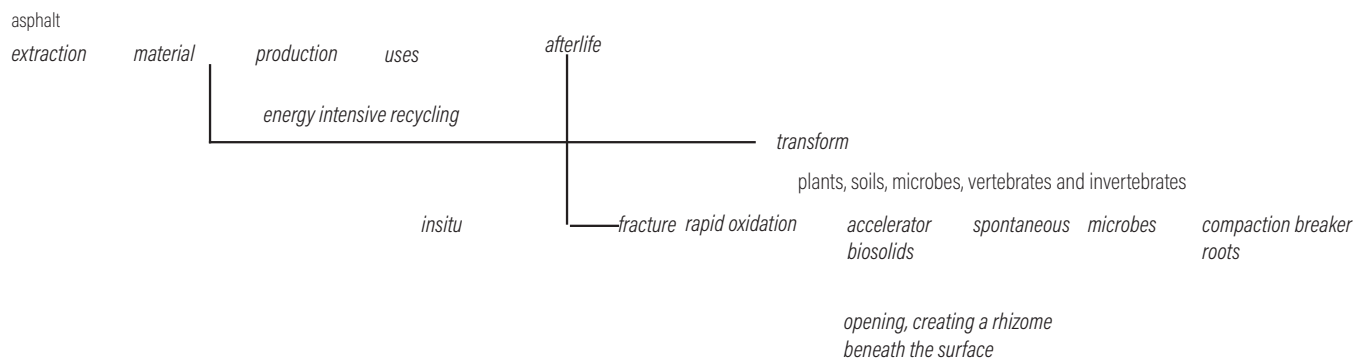 asphalt
extraction material production uses afterlife
energy intensive recycling
transform
plants, soils, microbes, vertebrates and invertebrates
insitu fracture rapid oxidation accelerator spontaneous microbes compaction breaker
biosolids roots
opening, creating a rhizome
beneath the surface